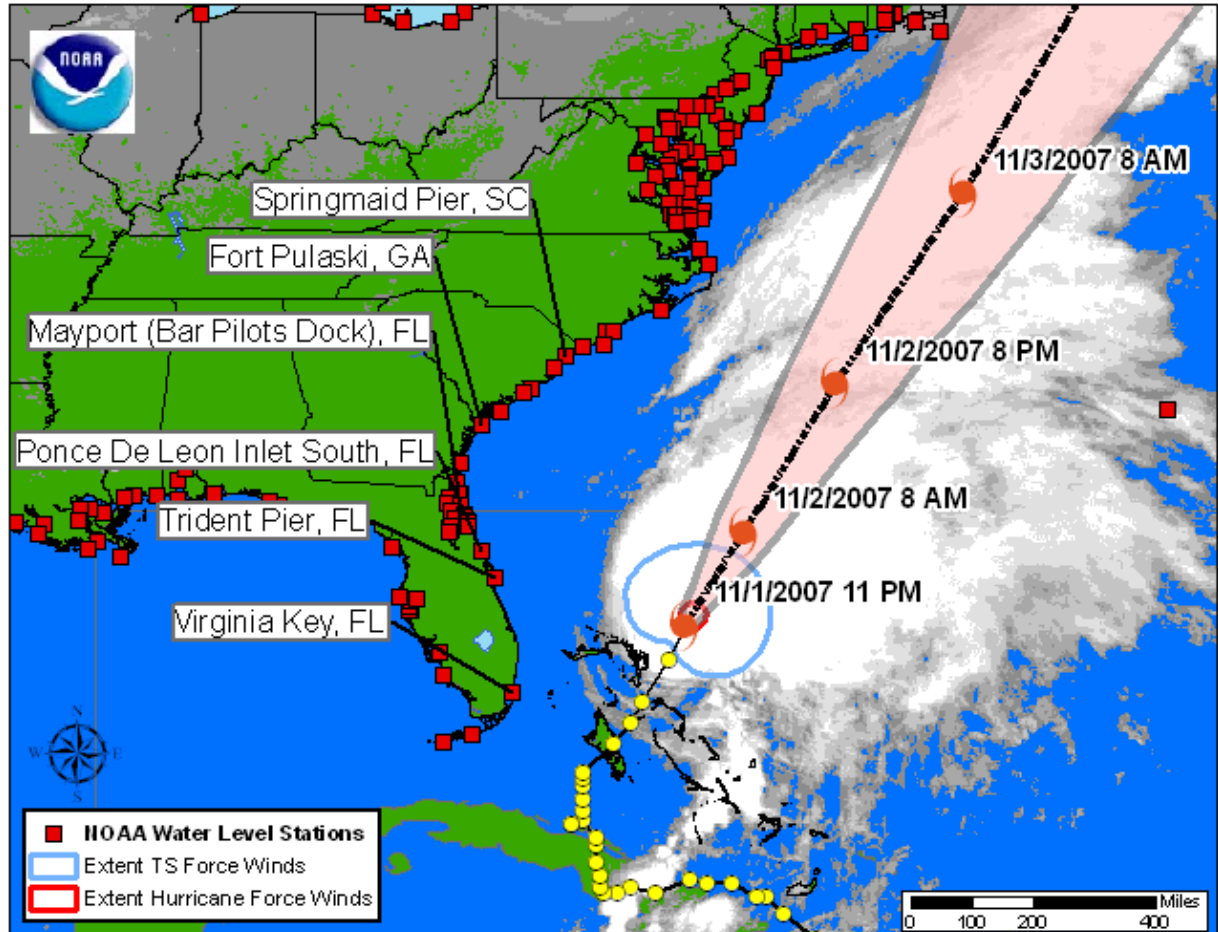 NOAA
11/3/2007 8 AM
Springmaid Pier, SC
Fort Pulaski, GA
Mayport (Bar Pilots Dock), FL
11/2/2007 8 PM
Ponce De Leon Inlet South, FL
11/2/2007 8 AM
Trident Pier, FL
11/1/2007 11 PM
Virginia Key, FL
N
W E
S
NOAA Water Level Stations
Extent TS Force Winds
Extent Hurricane Force Winds
Miles
0 100 200 400